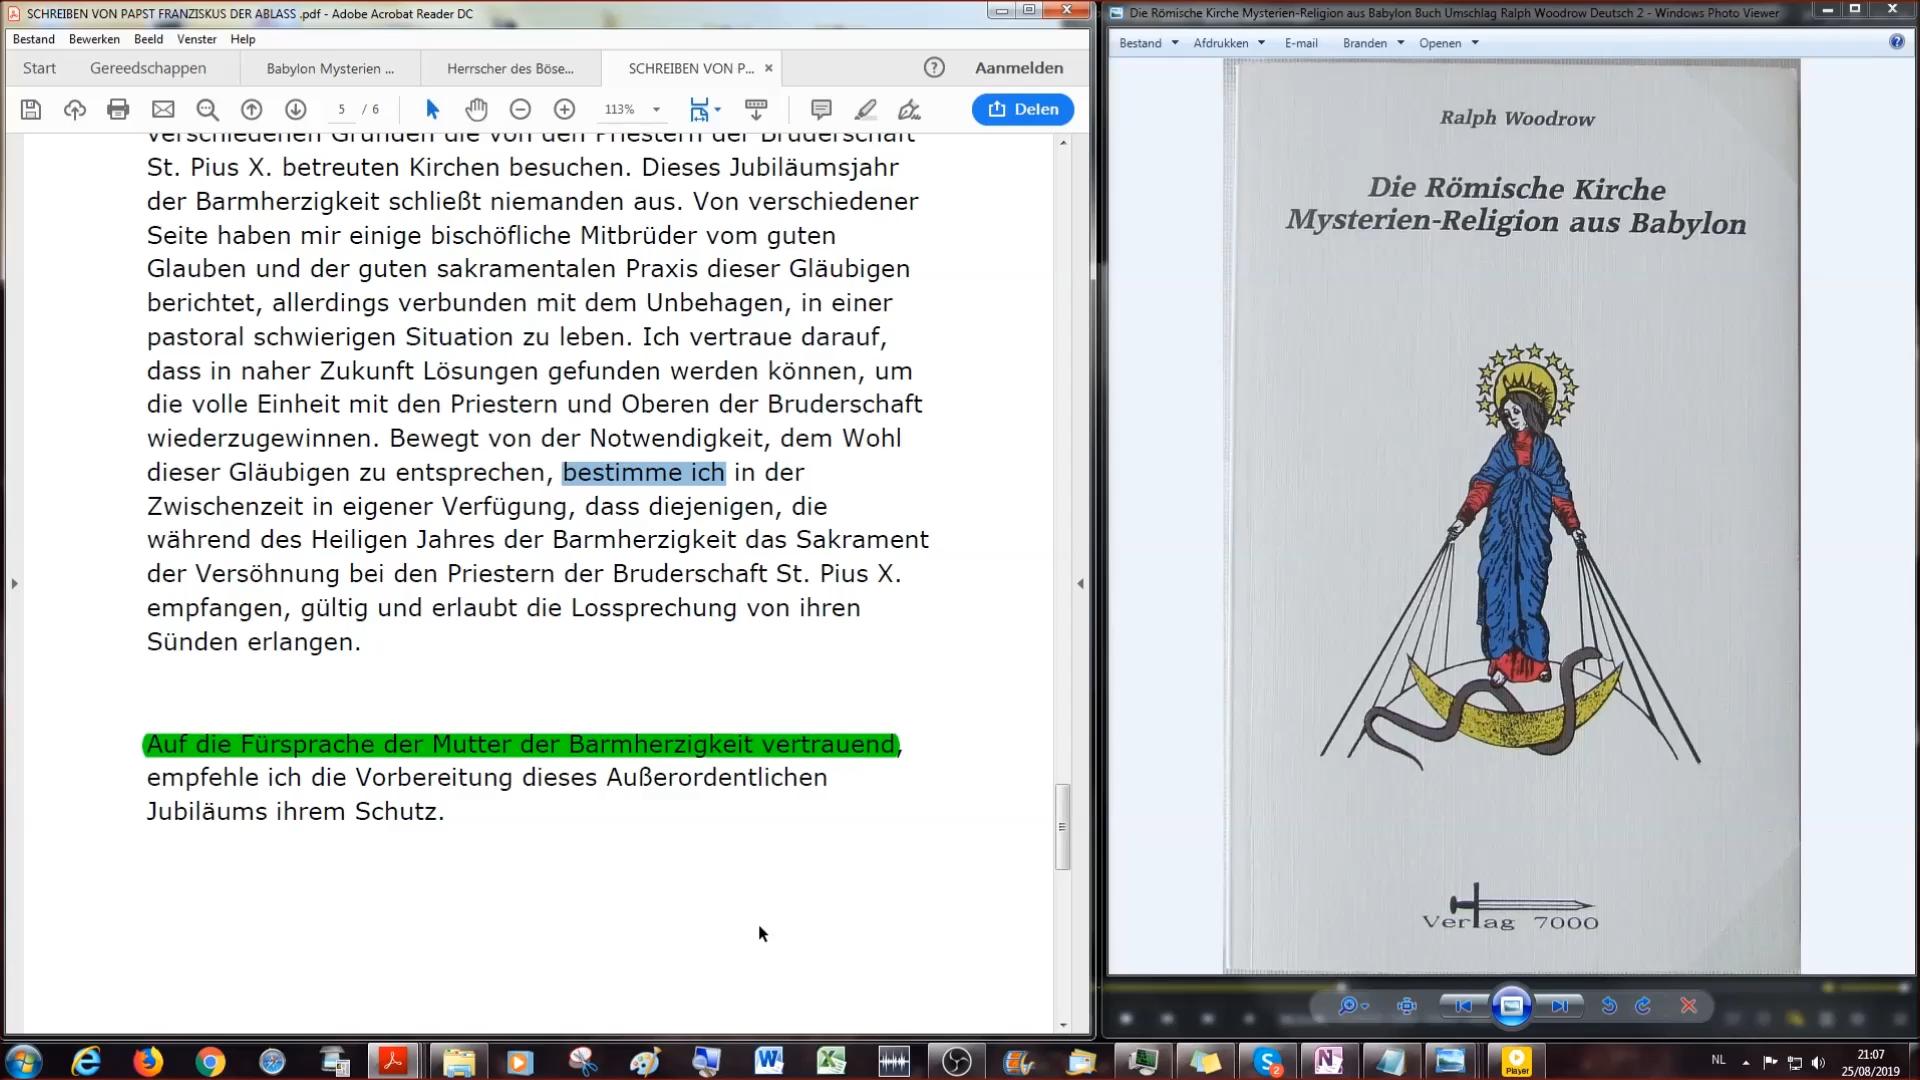 SCHREIBEN VON PAPST FRANZISKUS DER ABLASS .pdf - Adobe Acrobat Reader DC
Bestand Bewerken Beeld Venster Help
Start Gereedschappen Babylon Mysterien ... Herrscher des Böse... SCHREIBEN VON P... Aanmelden
5 / 6 113% Delen
verschiedenen Gründen die von den Priestern der Bruderschaft
St. Pius X. betreuten Kirchen besuchen. Dieses Jubiläumsjahr
der Barmherzigkeit schließt niemanden aus. Von verschiedener
Seite haben mir einige bischöfliche Mitbrüder vom guten
Glauben und der guten sakramentalen Praxis dieser Gläubigen
berichtet, allerdings verbunden mit dem Unbehagen, in einer
pastoral schwierigen Situation zu leben. Ich vertraue darauf,
dass in naher Zukunft Lösungen gefunden werden können, um
die volle Einheit mit den Priestern und Oberen der Bruderschaft
wiederzugewinnen. Bewegt von der Notwendigkeit, dem Wohl
dieser Gläubigen zu entsprechen, bestimme ich in der
Zwischenzeit in eigener Verfügung, dass diejenigen, die
während des Heiligen Jahres der Barmherzigkeit das Sakrament
der Versöhnung bei den Priestern der Bruderschaft St. Pius X.
empfangen, gültig und erlaubt die Lossprechung von ihren
Sünden erlangen.
Auf die Fürsprache der Mutter der Barmherzigkeit vertrauend,
empfehle ich die Vorbereitung dieses Außerordentlichen
Jubiläums ihrem Schutz.
Die Römische Kirche Mysterien-Religion aus Babylon Buch Umschlag Ralph Woodrow Deutsch 2 - Windows Photo Viewer
Bestand Afdrukken E-mail Branden Openen
Ralph Woodrow
Die Römische Kirche
Mysterien-Religion aus Babylon
Verlag 7000
Player
NL
21:07
25/08/2019